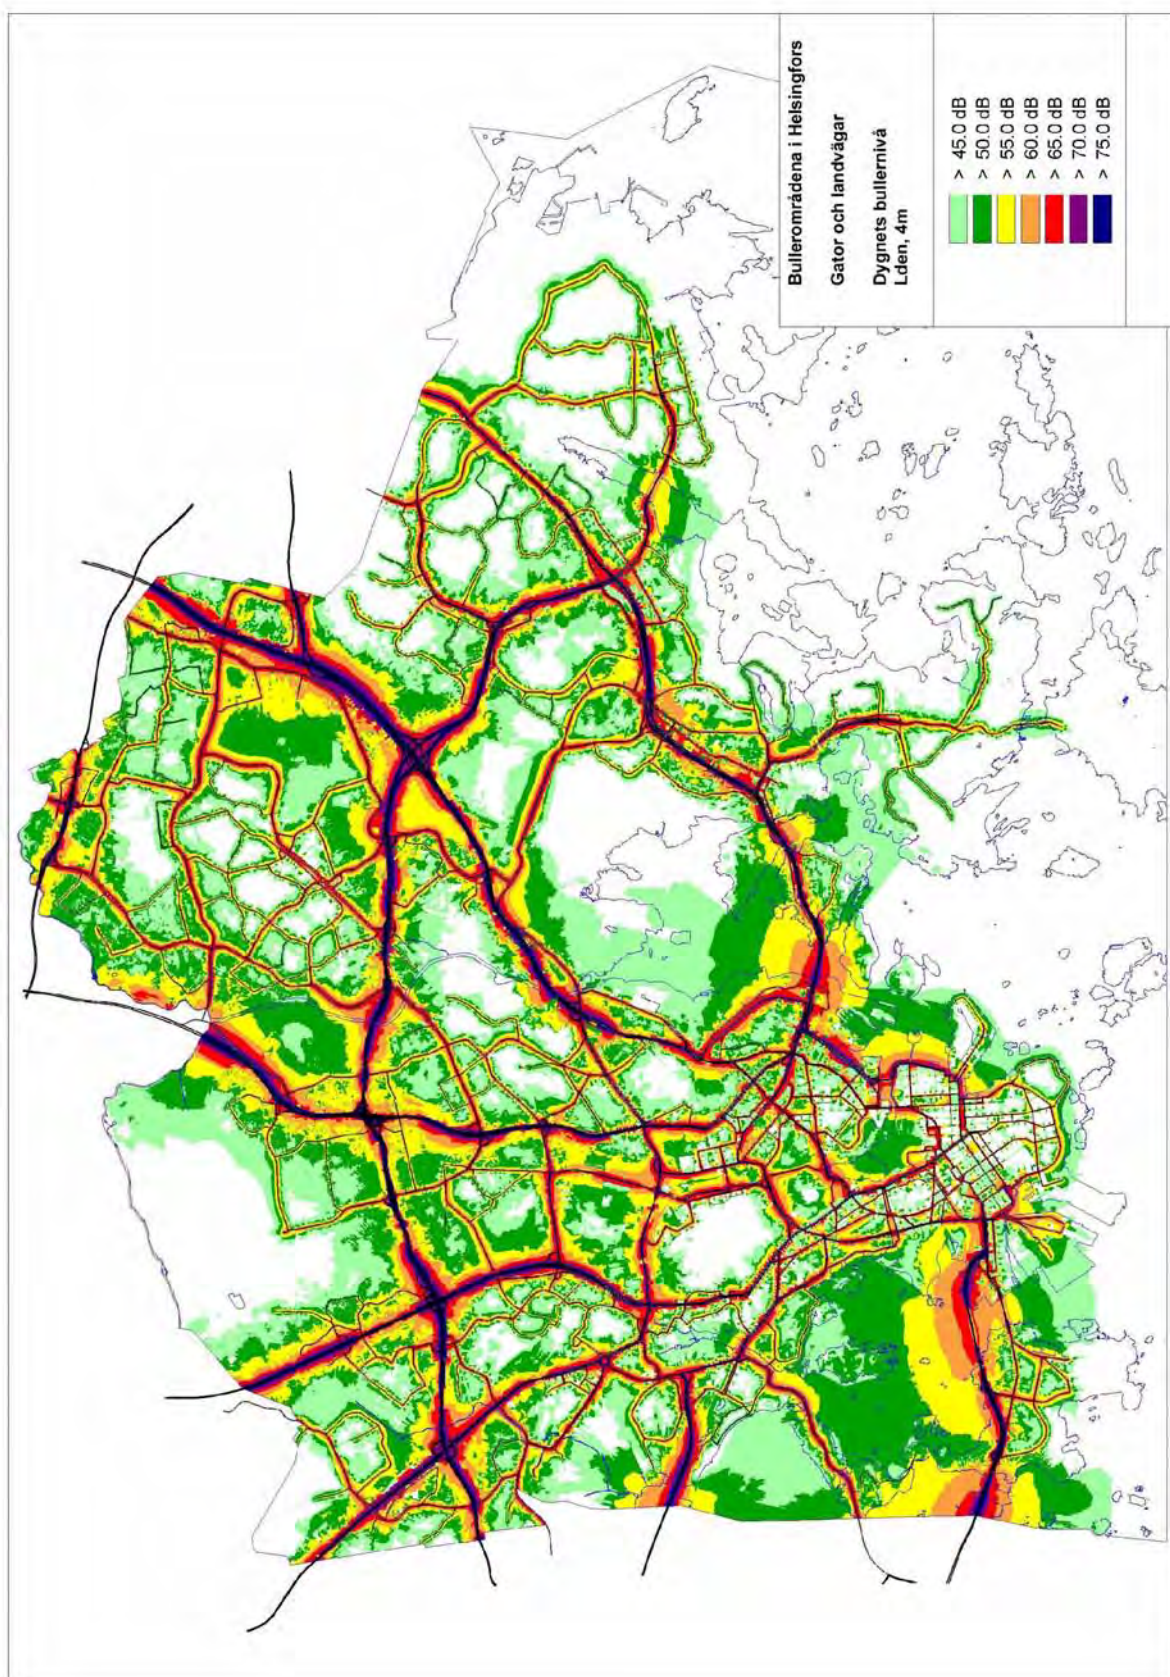 Bullerområdena i Helsingfors
Gator och landvägar
Dygnets bullernivå
Lden, 4m
> 45.0 dB
> 50.0 dB
> 55.0 dB
> 60.0 dB
> 65.0 dB
> 70.0 dB
> 75.0 dB